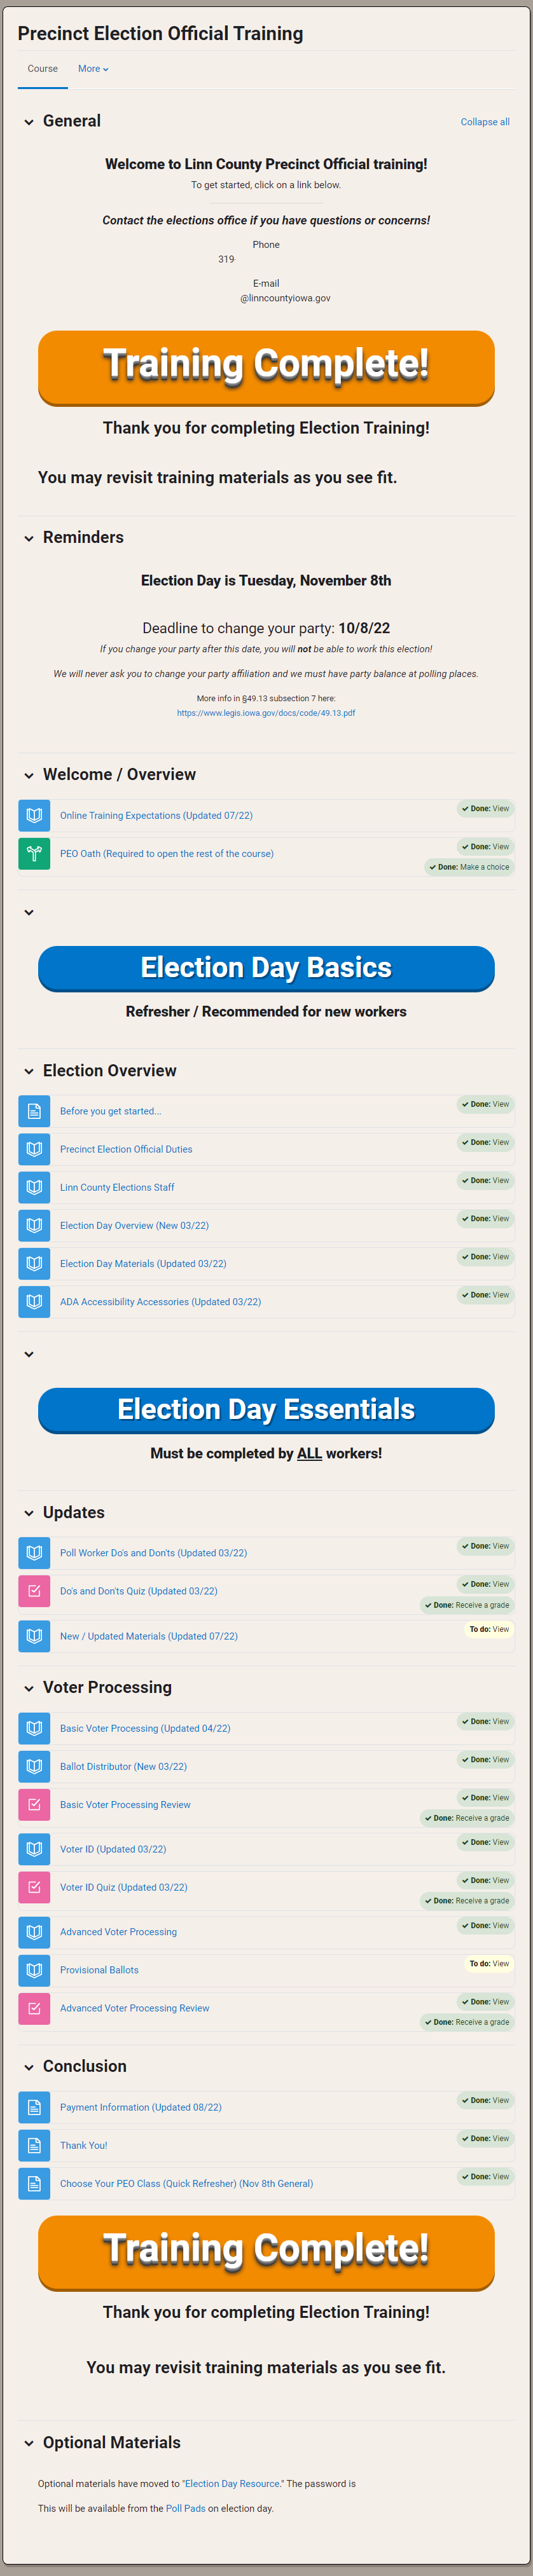 Precinct Election Official Training
Course More
General Collapse all
Welcome to Linn County Precinct Official training!
To get started, click on a link below.
Contact the elections office if you have questions or concerns!
Phone
319
E-mail
@linncountyiowa.gov
Training Complete!
Thank you for completing Election Training!
You may revisit training materials as you see fit.
Reminders
Election Day is Tuesday, November 8th
Deadline to change your party: 10/8/22
If you change your party after this date, you will not be able to work this election!
We will never ask you to change your party affiliation and we must have party balance at polling places.
More info in §49.13 subsection 7 here:
https://www.legis.iowa.gov/docs/code/49.13.pdf
Welcome / Overview
Online Training Expectations (Updated 07/22) Done: View
PEO Oath (Required to open the rest of the course) Done: View
Done: Make a choice
Election Day Basics
Refresher / Recommended for new workers
Election Overview
Before you get started... Done: View
Precinct Election Official Duties Done: View
Linn County Elections Staff Done: View
Election Day Overview (New 03/22) Done: View
Election Day Materials (Updated 03/22) Done: View
ADA Accessibility Accessories (Updated 03/22) Done: View
Election Day Essentials
Must be completed by ALL workers!
Updates
Poll Worker Do's and Don'ts (Updated 03/22) Done: View
Do's and Don'ts Quiz (Updated 03/22) Done: View
Done: Receive a grade
New / Updated Materials (Updated 07/22) To do: View
Voter Processing
Basic Voter Processing (Updated 04/22) Done: View
Ballot Distributor (New 03/22) Done: View
Basic Voter Processing Review Done: View
Done: Receive a grade
Voter ID (Updated 03/22) Done: View
Voter ID Quiz (Updated 03/22) Done: View
Done: Receive a grade
Advanced Voter Processing Done: View
Provisional Ballots To do: View
Advanced Voter Processing Review Done: View
Done: Receive a grade
Conclusion
Payment Information (Updated 08/22) Done: View
Thank You! Done: View
Choose Your PEO Class (Quick Refresher) (Nov 8th General) Done: View
Training Complete!
Thank you for completing Election Training!
You may revisit training materials as you see fit.
Optional Materials
Optional materials have moved to "Election Day Resource." The password is
This will be available from the Poll Pads on election day.